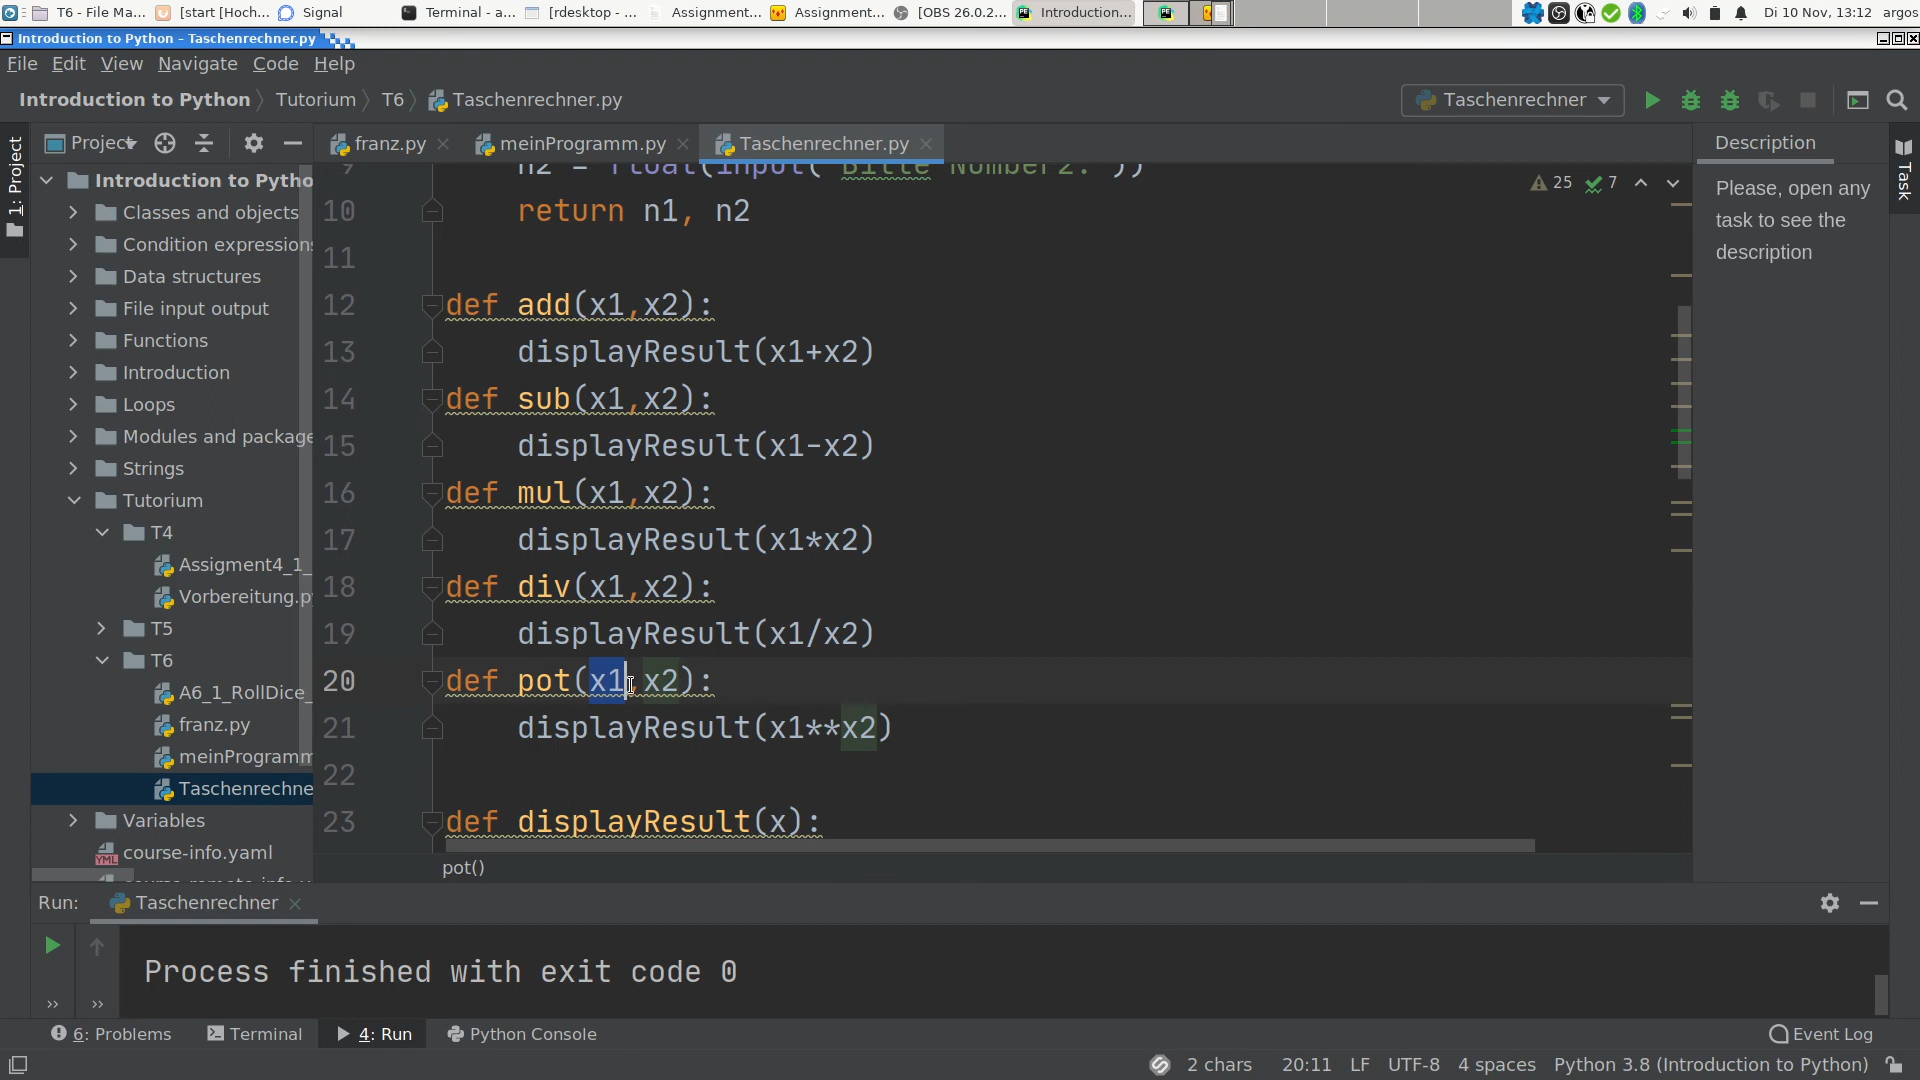 T6 - File Ma...
[start [Hoch...
Signal
Terminal - a...
[rdesktop - ...
Assignment...
Assignment...
[OBS 26.0.2...
Introduction...
Di 10 Nov, 13:12
argos
Introduction to Python – Taschenrechner.py
File Edit View Navigate Code Help
Introduction to Python Tutorium T6 Taschenrechner.py
Taschenrechner
1: Project
Project
franz.py
meinProgramm.py
Taschenrechner.py
Description
Task
Introduction to Pytho
Classes and objects
Condition expressions
Data structures
File input output
Functions
Introduction
Loops
Modules and package
Strings
Tutorium
T4
Assigment4_1_
Vorbereitung.p
T5
T6
A6_1_RollDice_
franz.py
meinProgramm
Taschenrechne
Variables
course-info.yaml
25 7
9 n2 = float(input("Bitte Number2: "))
10 return n1, n2
11
12 def add(x1,x2):
13 displayResult(x1+x2)
14 def sub(x1,x2):
15 displayResult(x1-x2)
16 def mul(x1,x2):
17 displayResult(x1*x2)
18 def div(x1,x2):
19 displayResult(x1/x2)
20 def pot(x1,x2):
21 displayResult(x1**x2)
22
23 def displayResult(x):
pot()
Please, open any
task to see the
description
Run: Taschenrechner
Process finished with exit code 0
6: Problems
Terminal
4: Run
Python Console
Event Log
2 chars 20:11 LF UTF-8 4 spaces Python 3.8 (Introduction to Python)